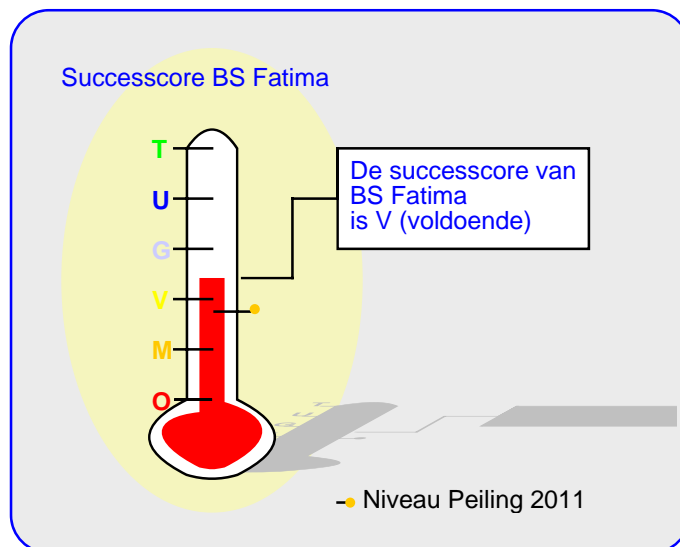 Successcore BS Fatima
T
De successcore van
BS Fatima
is V (voldoende)
U
G
V
M
O
Niveau Peiling 2011